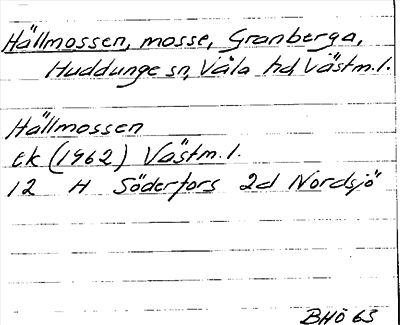 Hällmossen, mosse, Granberga,
Huddunge sn, Våla hd, Västm. l.
Hällmossen
Ek (1962) Västm. l.
12 H Söderfors 2d Nordsjö
BHÖ 63